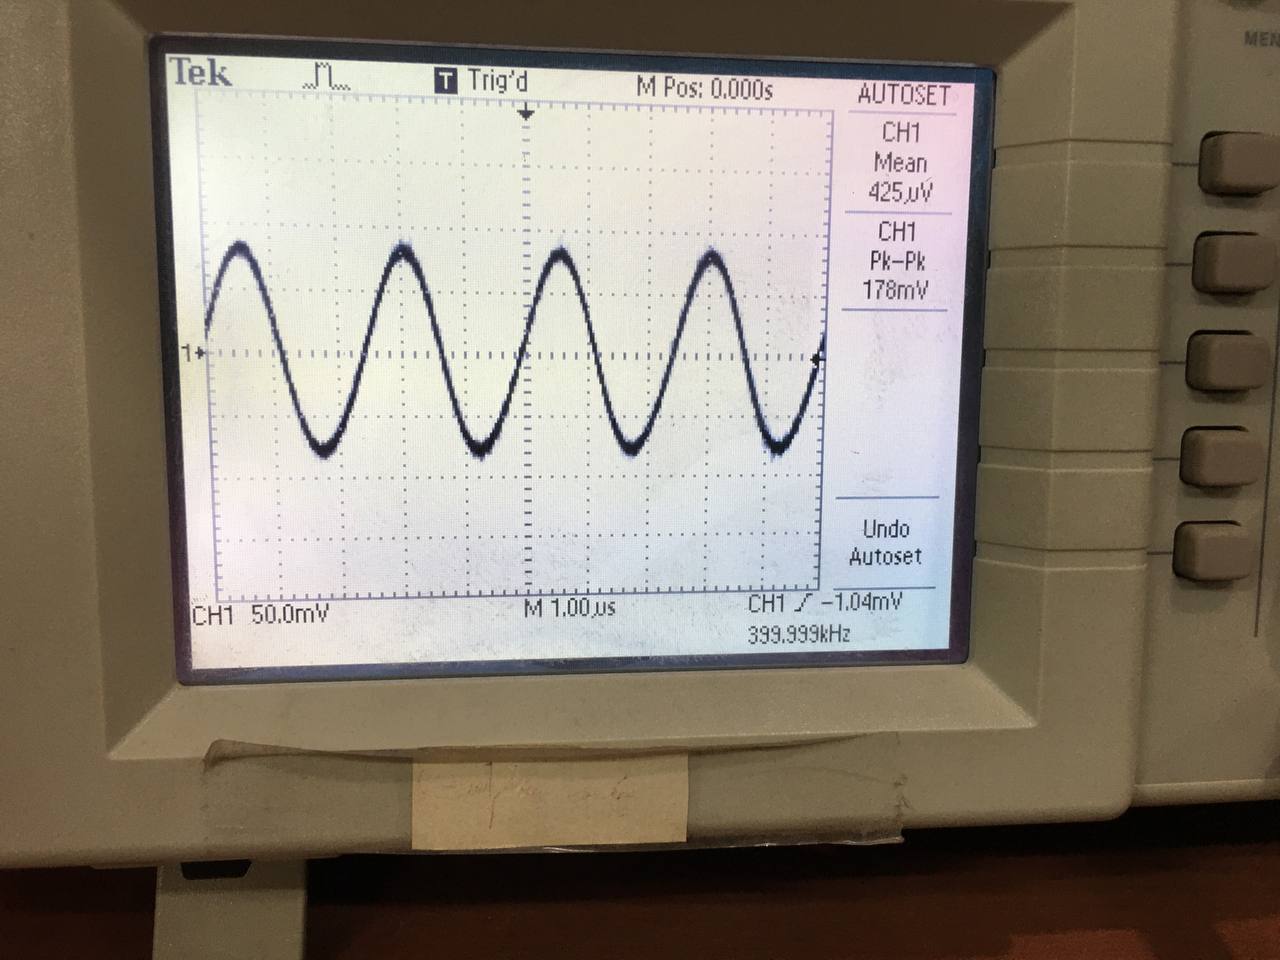 Tek
T Trig'd
M Pos: 0.000s
AUTOSET
CH1
Mean
425µV
CH1
Pk-Pk
178mV
1
Undo
Autoset
CH1 50.0mV
M 1.00µs
CH1 -1.04mV
399.999kHz